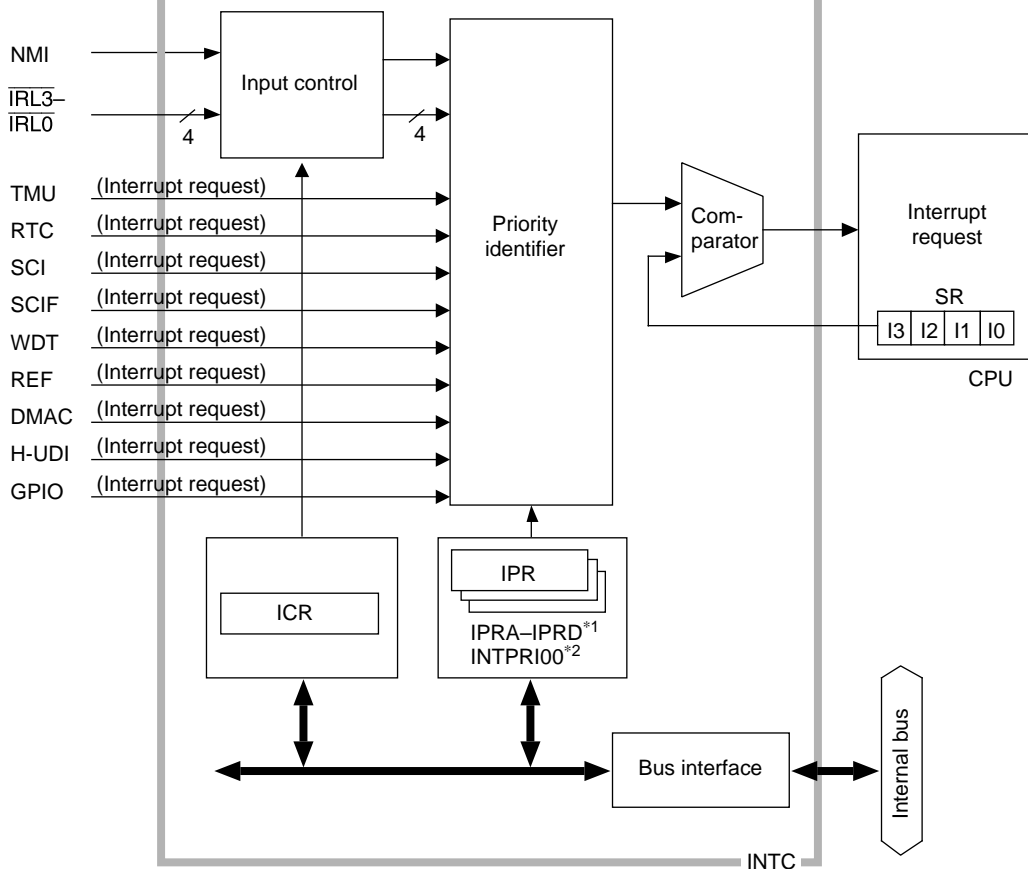 NMI
IRL3–
IRL0
4
Input control
4
TMU (Interrupt request)
RTC (Interrupt request)
SCI (Interrupt request)
SCIF (Interrupt request)
WDT (Interrupt request)
REF (Interrupt request)
DMAC (Interrupt request)
H-UDI (Interrupt request)
GPIO (Interrupt request)
Priority
identifier
Com-
parator
Interrupt
request
SR
I3 I2 I1 I0
CPU
ICR
IPR
IPRA–IPRD*1
INTPRI00*2
Bus interface
Internal bus
INTC